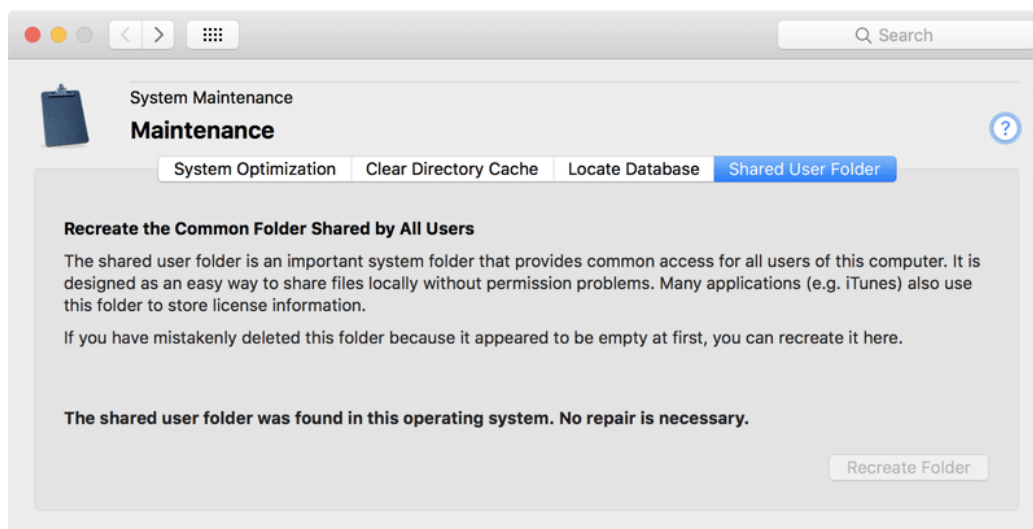 Search
System Maintenance
Maintenance
?
System Optimization Clear Directory Cache Locate Database Shared User Folder
Recreate the Common Folder Shared by All Users
The shared user folder is an important system folder that provides common access for all users of this computer. It is
designed as an easy way to share files locally without permission problems. Many applications (e.g. iTunes) also use
this folder to store license information.
If you have mistakenly deleted this folder because it appeared to be empty at first, you can recreate it here.
The shared user folder was found in this operating system. No repair is necessary.
Recreate Folder